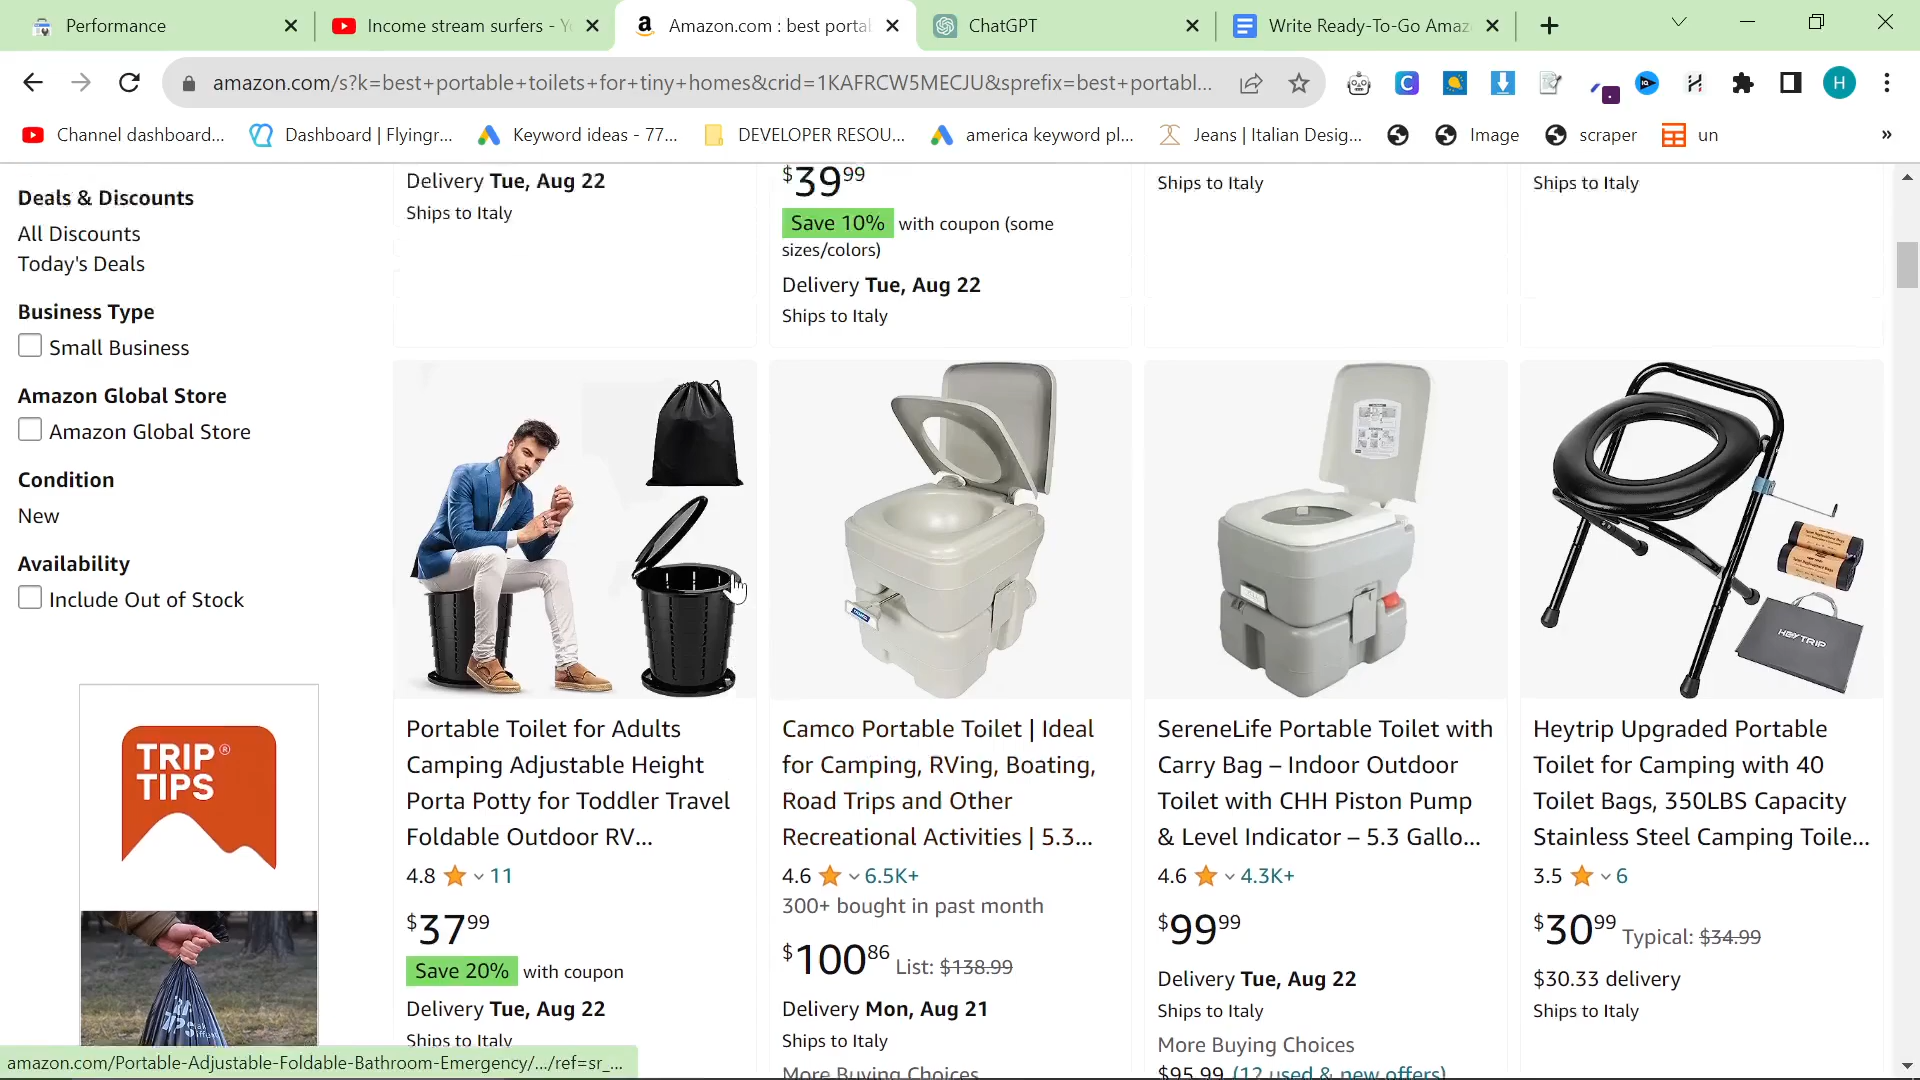 Performance
Income stream surfers - Yo
Amazon.com : best portal
ChatGPT
Write Ready-To-Go Amaz
amazon.com/s?k=best+portable+toilets+for+tiny+homes&crid=1KAFRCW5MECJU&sprefix=best+portabl...
H
Channel dashboard...
Dashboard | Flyingr...
Keyword ideas - 77...
DEVELOPER RESOU...
america keyword pl...
Jeans | Italian Desig...
Image
scraper
un
»
Deals & Discounts
All Discounts
Today's Deals
Business Type
Small Business
Amazon Global Store
Amazon Global Store
Condition
New
Availability
Include Out of Stock
TRIP®
TIPS
Delivery Tue, Aug 22
Ships to Italy
$39.99
Save 10% with coupon (some
sizes/colors)
Delivery Tue, Aug 22
Ships to Italy
Ships to Italy
Ships to Italy
HEYTRIP
Portable Toilet for Adults
Camping Adjustable Height
Porta Potty for Toddler Travel
Foldable Outdoor RV...
4.8 11
$37.99
Save 20% with coupon
Delivery Tue, Aug 22
Ships to Italy
Camco Portable Toilet | Ideal
for Camping, RVing, Boating,
Road Trips and Other
Recreational Activities | 5.3...
4.6 6.5K+
300+ bought in past month
$100.86 List: $138.99
Delivery Mon, Aug 21
Ships to Italy
More Buying Choices
SereneLife Portable Toilet with
Carry Bag – Indoor Outdoor
Toilet with CHH Piston Pump
& Level Indicator – 5.3 Gallo...
4.6 4.3K+
$99.99
Delivery Tue, Aug 22
Ships to Italy
More Buying Choices
$95.99 (12 used & new offers)
Heytrip Upgraded Portable
Toilet for Camping with 40
Toilet Bags, 350LBS Capacity
Stainless Steel Camping Toile...
3.5 6
$30.99 Typical: $34.99
$30.33 delivery
Ships to Italy
amazon.com/Portable-Adjustable-Foldable-Bathroom-Emergency/.../ref=sr_...